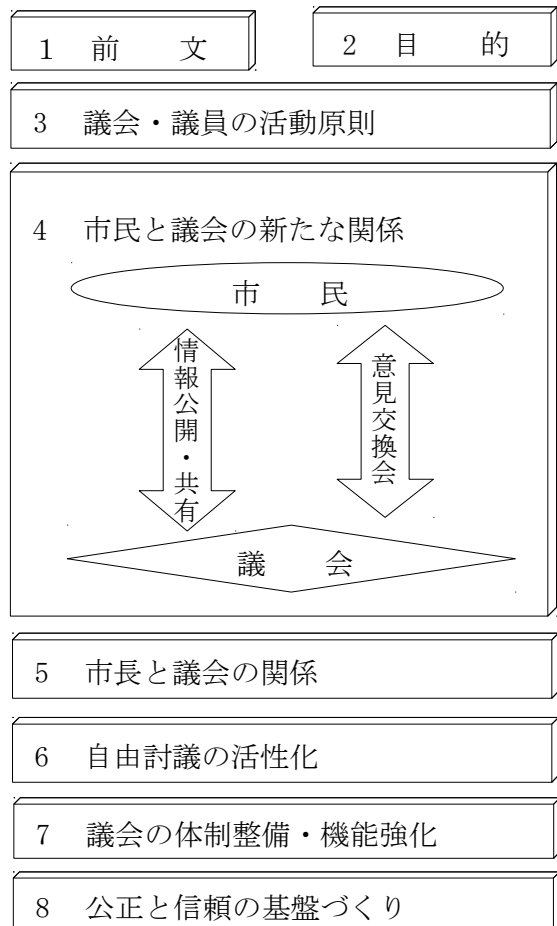 1 前 文
2 目 的
3 議会・議員の活動原則
4 市民と議会の新たな関係
市 民
情報公開・共有
意見交換会
議 会
5 市長と議会の関係
6 自由討議の活性化
7 議会の体制整備・機能強化
8 公正と信頼の基盤づくり